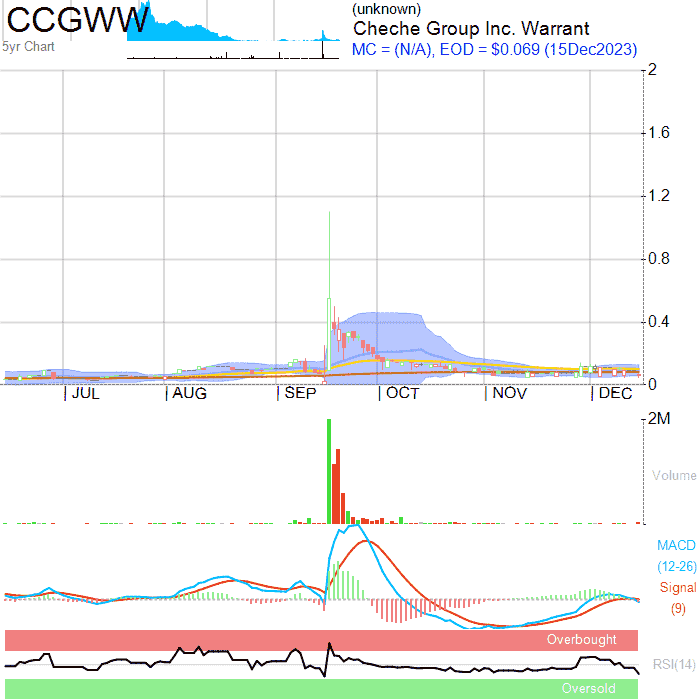 CCGWW
5yr Chart
(unknown)
Cheche Group Inc. Warrant
MC = (N/A), EOD = $0.069 (15Dec2023)
2
1.6
1.2
0.8
0.4
0
JUL AUG SEP OCT NOV DEC
2M
Volume
MACD
(12-26)
Signal
(9)
Overbought
RSI(14)
Oversold